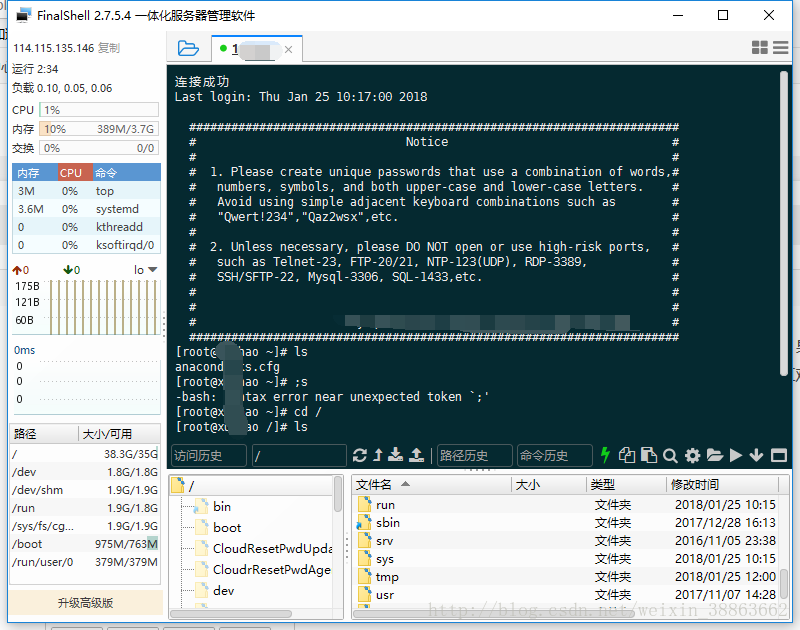 FinalShell 2.7.5.4 一体化服务器管理软件
114.115.135.146 复制
运行 2:34
负载 0.10, 0.05, 0.06
CPU 1%
内存 10% 389M/3.7G
交换 0% 0/0
内存 CPU 命令
3M 0% top
3.6M 0% systemd
0 0% kthreadd
0 0% ksoftirqd/0
0 0 lo
175B
121B
60B
0ms
0
0
0
路径 大小/可用
/ 38.3G/35G
/dev 1.8G/1.8G
/dev/shm 1.9G/1.9G
/run 1.9G/1.8G
/sys/fs/cg... 1.9G/1.9G
/boot 975M/763M
/run/user/0 379M/379M
升级高级版
1
连接成功
Last login: Thu Jan 25 10:17:00 2018
######################################################################
# Notice #
# #
# 1. Please create unique passwords that use a combination of words,#
# numbers, symbols, and both upper-case and lower-case letters. #
# Avoid using simple adjacent keyboard combinations such as #
# "Qwert!234","Qaz2wsx",etc. #
# #
# 2. Unless necessary, please DO NOT open or use high-risk ports, #
# such as Telnet-23, FTP-20/21, NTP-123(UDP), RDP-3389, #
# SSH/SFTP-22, Mysql-3306, SQL-1433,etc. #
# #
# #
# #
######################################################################
[root@ hao ~]# ls
anacond ks.cfg
[root@x hao ~]# ;s
-bash: syntax error near unexpected token `;'
[root@x hao ~]# cd /
[root@x hao /]# ls
访问历史 / 路径历史 命令历史
/
bin
boot
CloudResetPwdUpda
CloudrResetPwdAge
dev
文件名 大小 类型 修改时间
run 文件夹 2018/01/25 10:15
sbin 文件夹 2017/12/28 16:13
srv 文件夹 2016/11/05 23:38
sys 文件夹 2018/01/25 10:15
tmp 文件夹 2018/01/25 12:00
usr 文件夹 2017/11/07 14:28
http://blog.csdn.net/weixin_38863662